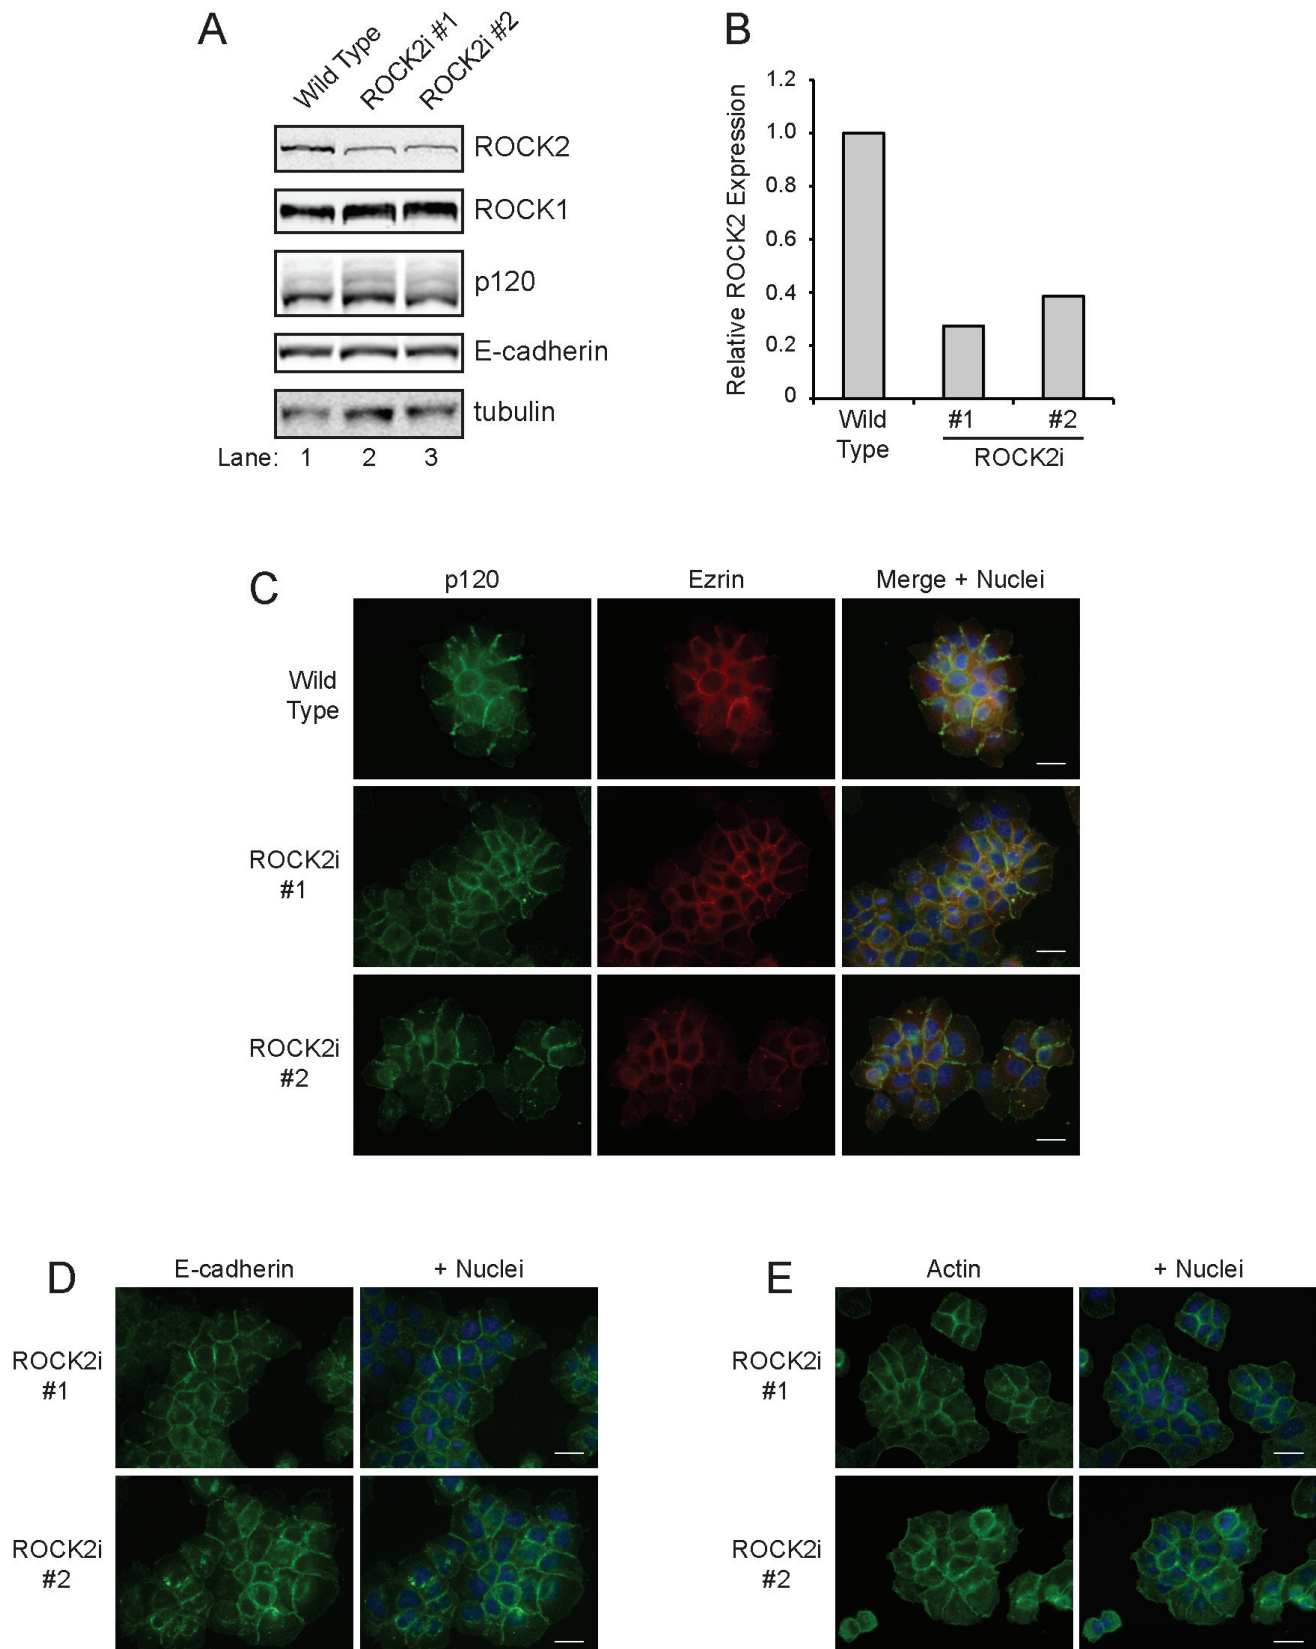 A
Wild Type
ROCK2i #1
ROCK2i #2
ROCK2
ROCK1
p120
E-cadherin
tubulin
Lane: 1 2 3
B
Relative ROCK2 Expression
1.2
1.0
0.8
0.6
0.4
0.2
0
Wild
Type
#1
#2
ROCK2i
C
p120
Ezrin
Merge + Nuclei
Wild
Type
ROCK2i
#1
ROCK2i
#2
D
E-cadherin
+ Nuclei
ROCK2i
#1
ROCK2i
#2
E
Actin
+ Nuclei
ROCK2i
#1
ROCK2i
#2